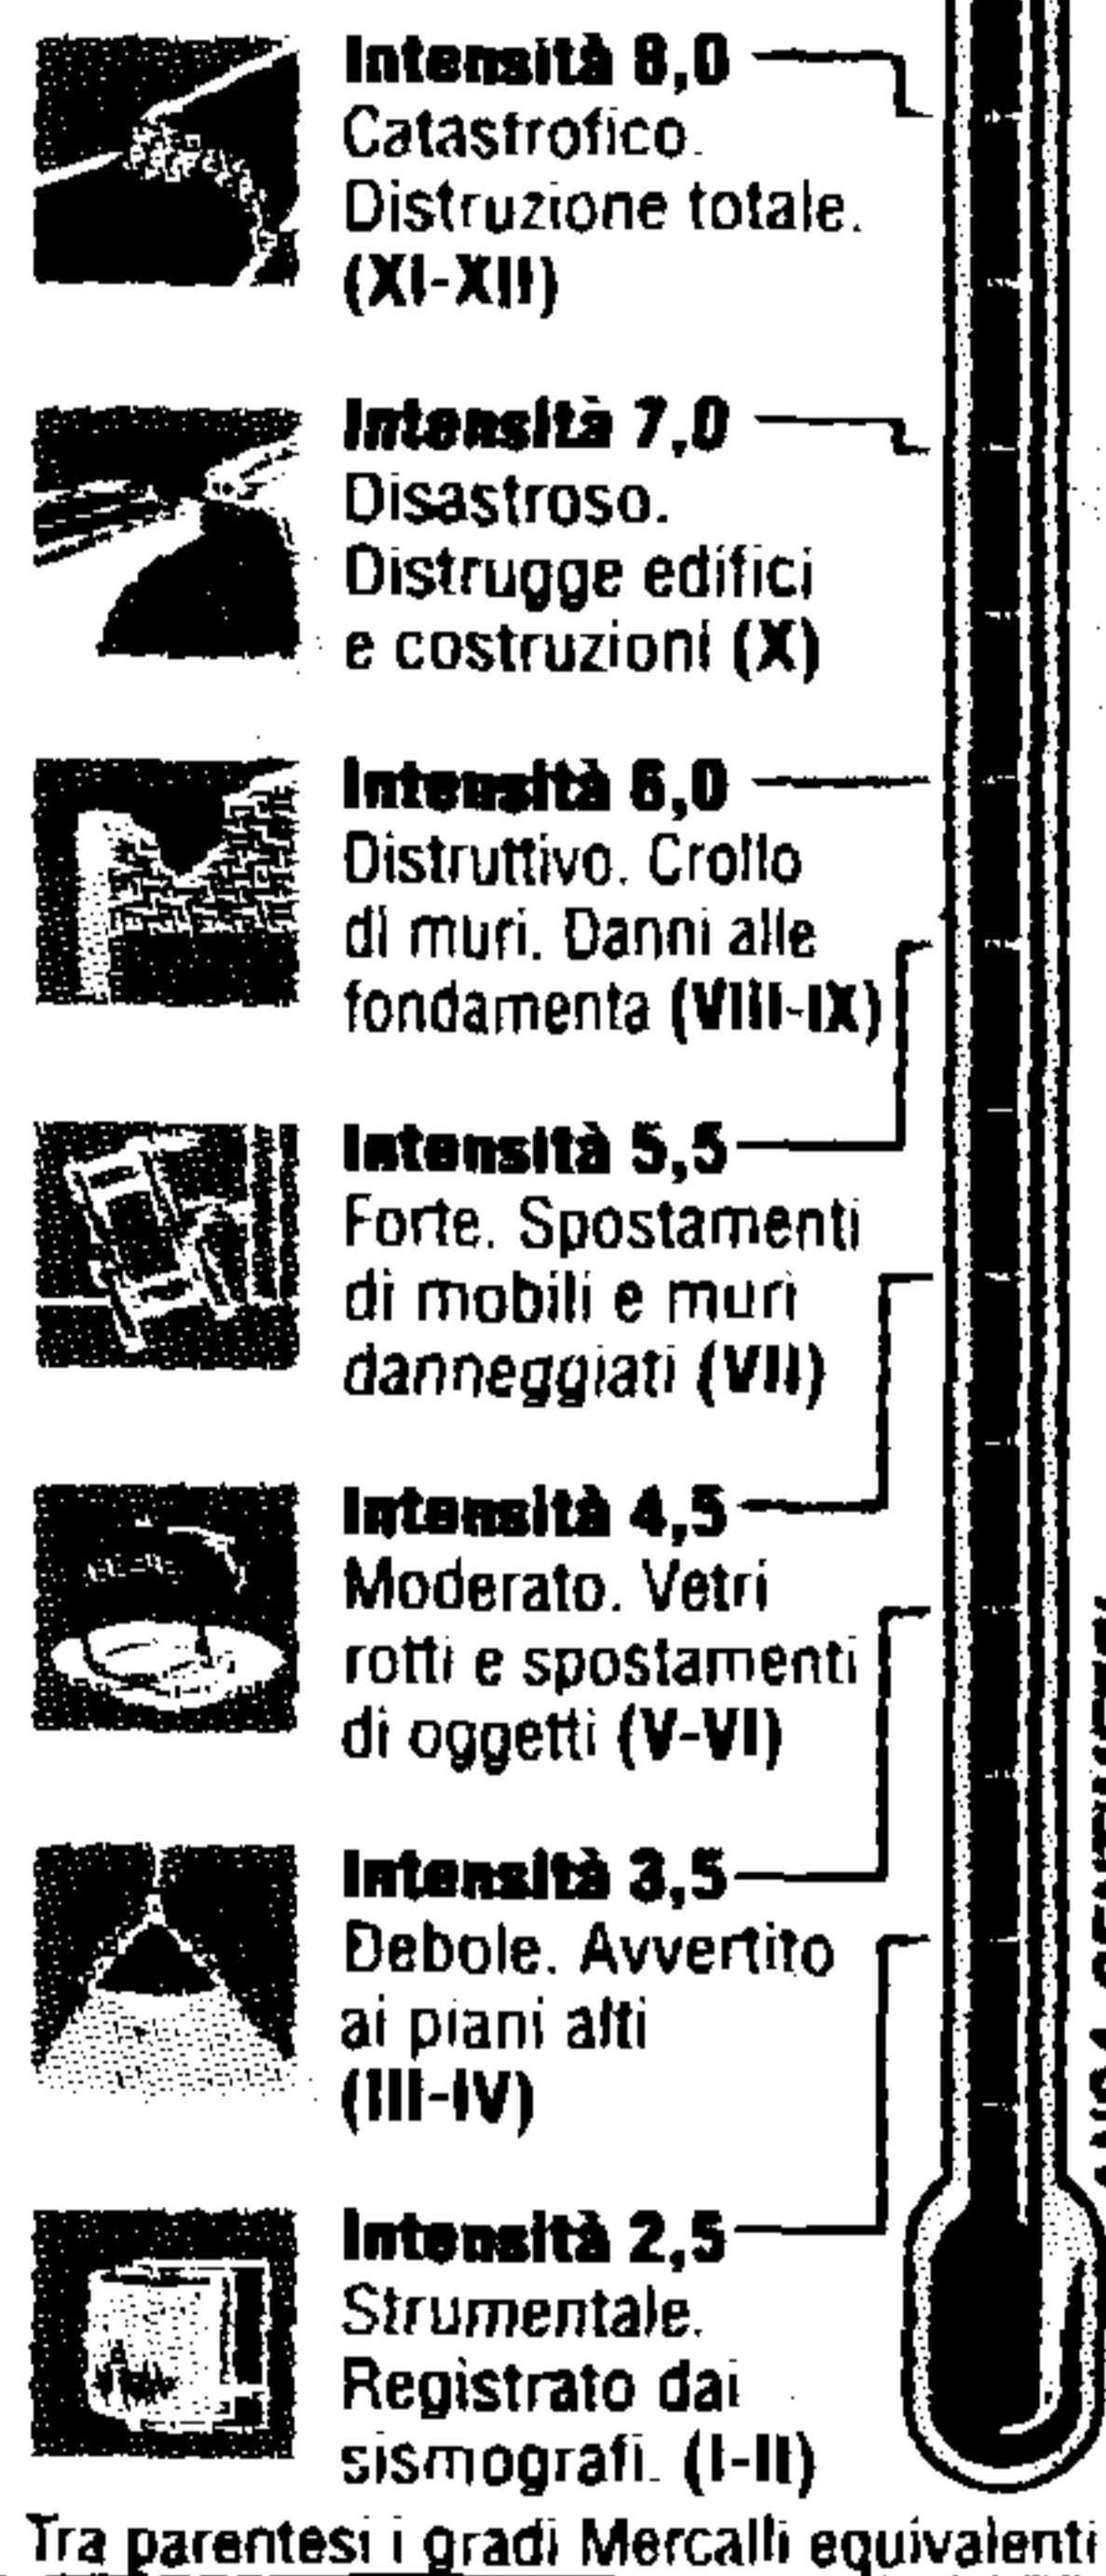 Intensità 8,0
Catastrofico.
Distruzione totale.
(XI-XII)
Intensità 7,0
Disastroso.
Distrugge edifici
e costruzioni (X)
Intensità 6,0
Distruttivo. Crollo
di muri. Danni alle
fondamenta (VIII-IX)
Intensità 5,5
Forte. Spostamenti
di mobili e muri
danneggiati (VII)
Intensità 4,5
Moderato. Vetri
rotti e spostamenti
di oggetti (V-VI)
Intensità 3,5
Debole. Avvertito
ai piani alti
(III-IV)
Intensità 2,5
Strumentale.
Registrato dai
sismografi. (I-II)
Tra parentesi i gradi Mercalli equivalenti